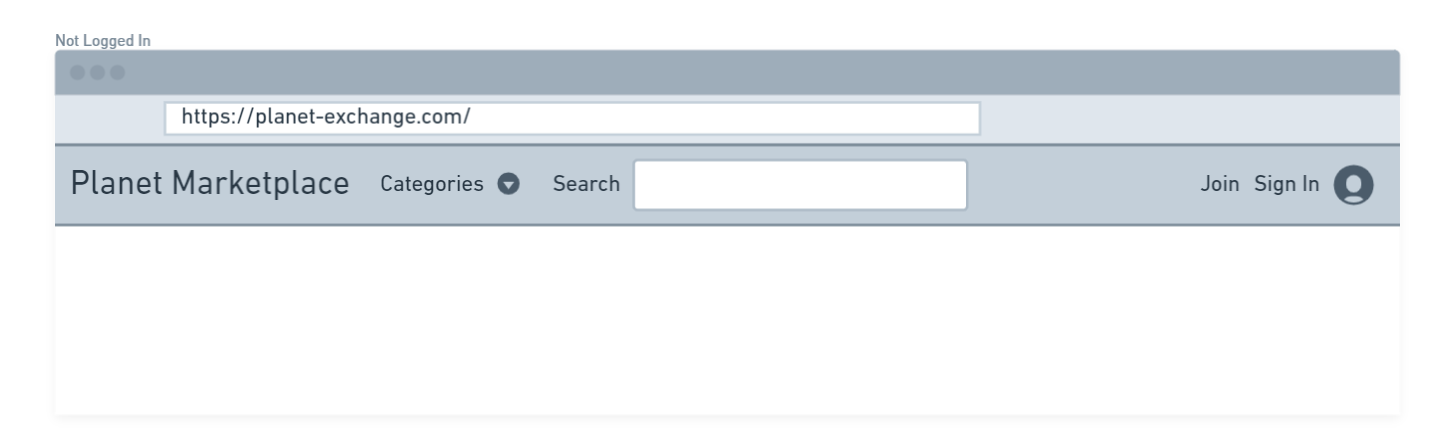 Not Logged In
https://planet-exchange.com/
Planet Marketplace Categories Search Join Sign In